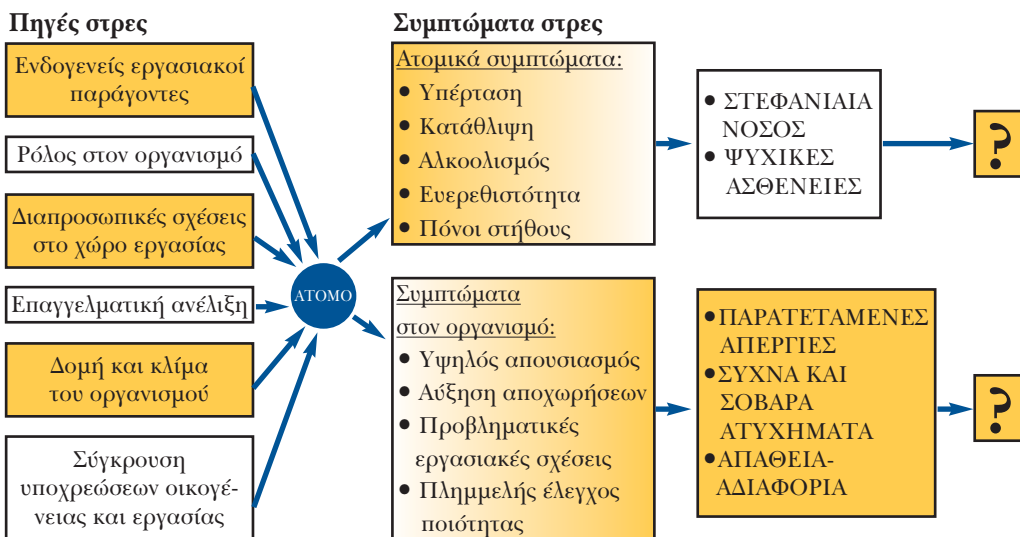 Πηγές στρες
Ενδογενείς εργασιακοί
παράγοντες
Ρόλος στον οργανισμό
Διαπροσωπικές σχέσεις
στο χώρο εργασίας
Επαγγελματική ανέλιξη
Δομή και κλίμα
του οργανισμού
Σύγκρουση
υποχρεώσεων οικογέ-
νειας και εργασίας
ΑΤΟΜΟ
Συμπτώματα στρες
Ατομικά συμπτώματα:
• Υπέρταση
• Κατάθλιψη
• Αλκοολισμός
• Ευερεθιστότητα
• Πόνοι στήθους
• ΣΤΕΦΑΝΙΑΙΑ
ΝΟΣΟΣ
• ΨΥΧΙΚΕΣ
ΑΣΘΕΝΕΙΕΣ
?
Συμπτώματα
στον οργανισμό:
• Υψηλός απουσιασμός
• Αύξηση αποχωρήσεων
• Προβληματικές
εργασιακές σχέσεις
• Πλημμελής έλεγχος
ποιότητας
• ΠΑΡΑΤΕΤΑΜΕΝΕΣ
ΑΠΕΡΓΙΕΣ
• ΣΥΧΝΑ ΚΑΙ
ΣΟΒΑΡΑ
ΑΤΥΧΗΜΑΤΑ
• ΑΠΑΘΕΙΑ-
ΑΔΙΑΦΟΡΙΑ
?